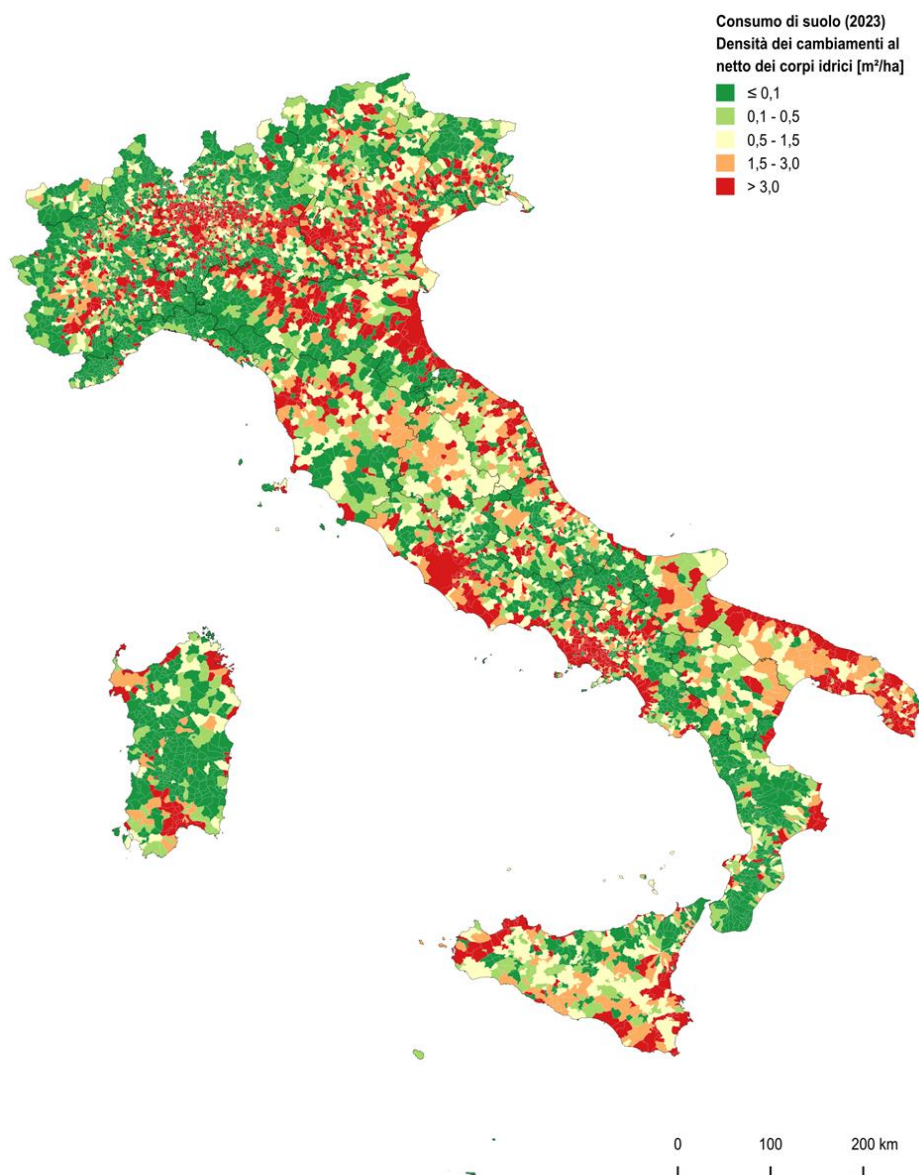 Consumo di suolo (2023)
Densità dei cambiamenti al
netto dei corpi idrici [m²/ha]
≤ 0,1
0,1 - 0,5
0,5 - 1,5
1,5 - 3,0
> 3,0
0 100 200 km